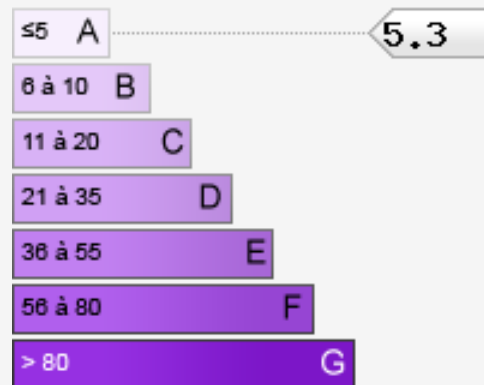 ≤5 A 5.3
6 à 10 B
11 à 20 C
21 à 35 D
36 à 55 E
56 à 80 F
> 80 G